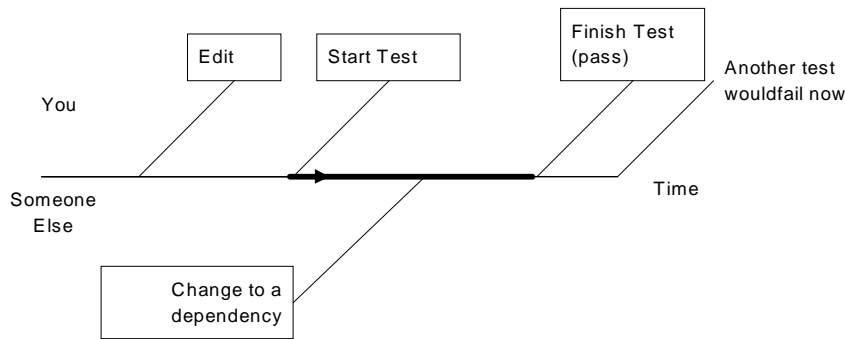 Edit
Start Test
Finish Test
(pass)
Another test
wouldfail now
You
Someone
Else
Time
Change to a
dependency